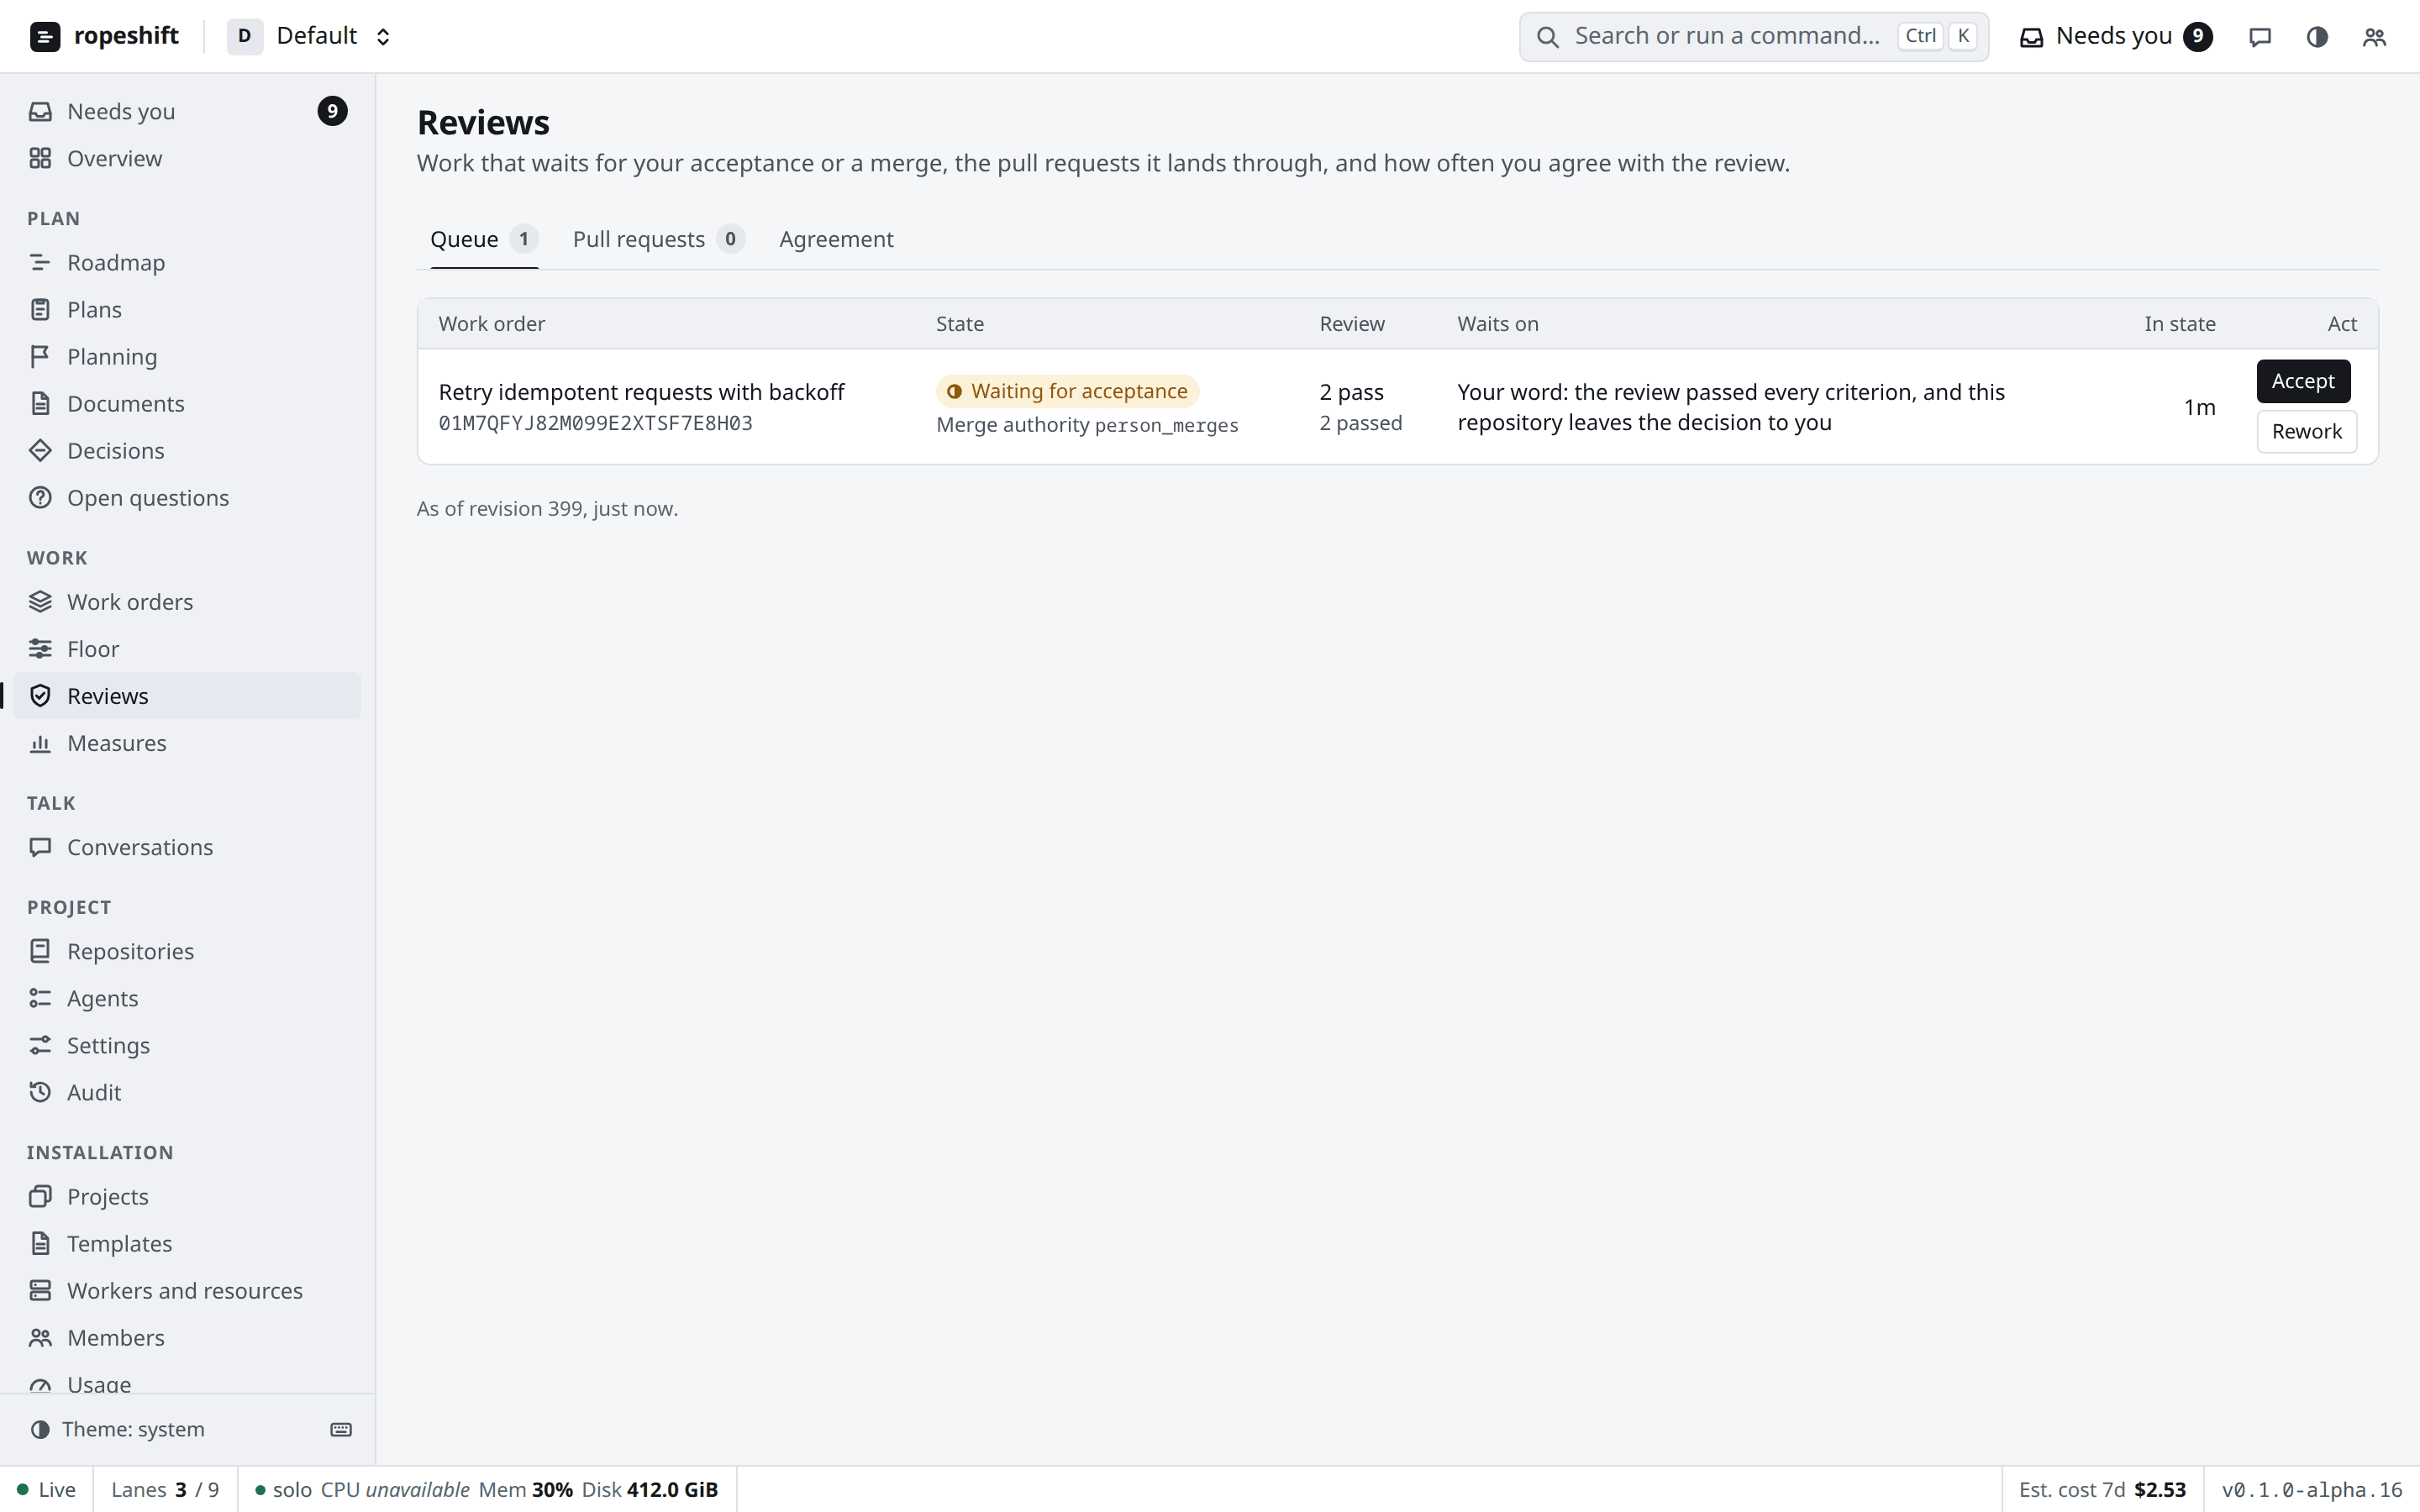 ropeshift
D Default
Search or run a command... Ctrl K
Needs you 9
Needs you 9
Overview
PLAN
Roadmap
Plans
Planning
Documents
Decisions
Open questions
WORK
Work orders
Floor
Reviews
Measures
TALK
Conversations
PROJECT
Repositories
Agents
Settings
Audit
INSTALLATION
Projects
Templates
Workers and resources
Members
Usage
Theme: system
Reviews
Work that waits for your acceptance or a merge, the pull requests it lands through, and how often you agree with the review.
Queue 1 Pull requests 0 Agreement
Work order State Review Waits on In state Act
Retry idempotent requests with backoff
01M7QFYJ82M099E2XTSF7E8H03
Waiting for acceptance
Merge authority person_merges
2 pass
2 passed
Your word: the review passed every criterion, and this
repository leaves the decision to you
1m
Accept
Rework
As of revision 399, just now.
Live Lanes 3 / 9 solo CPU unavailable Mem 30% Disk 412.0 GiB Est. cost 7d $2.53 v0.1.0-alpha.16